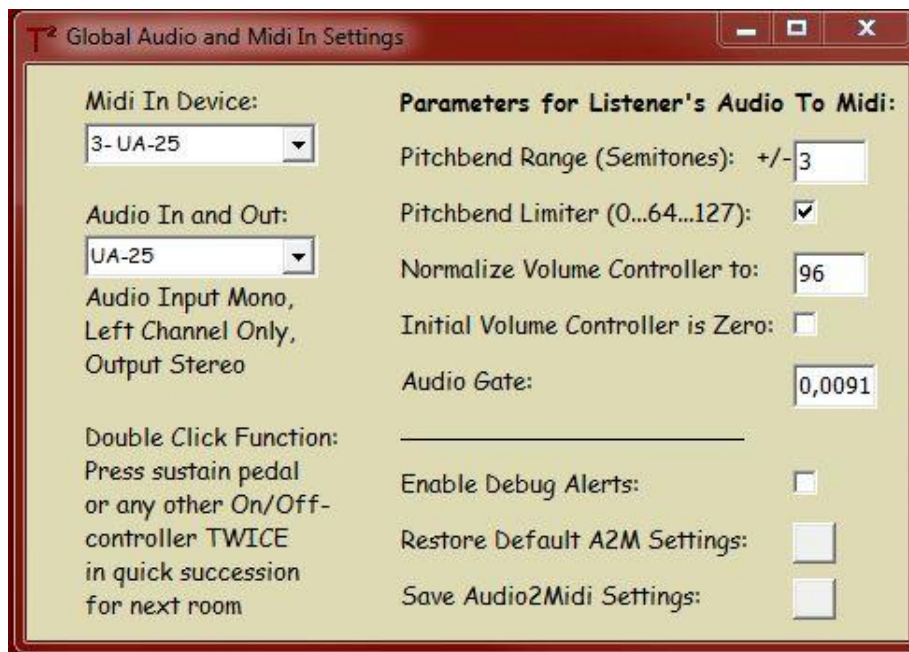 T² Global Audio and Midi In Settings
Midi In Device:
3- UA-25
Audio In and Out:
UA-25
Audio Input Mono,
Left Channel Only,
Output Stereo
Double Click Function:
Press sustain pedal
or any other On/Off-
controller TWICE
in quick succession
for next room
Parameters for Listener's Audio To Midi:
Pitchbend Range (Semitones): +/- 3
Pitchbend Limiter (0...64...127):
Normalize Volume Controller to: 96
Initial Volume Controller is Zero:
Audio Gate: 0,0091
Enable Debug Alerts:
Restore Default A2M Settings:
Save Audio2Midi Settings: